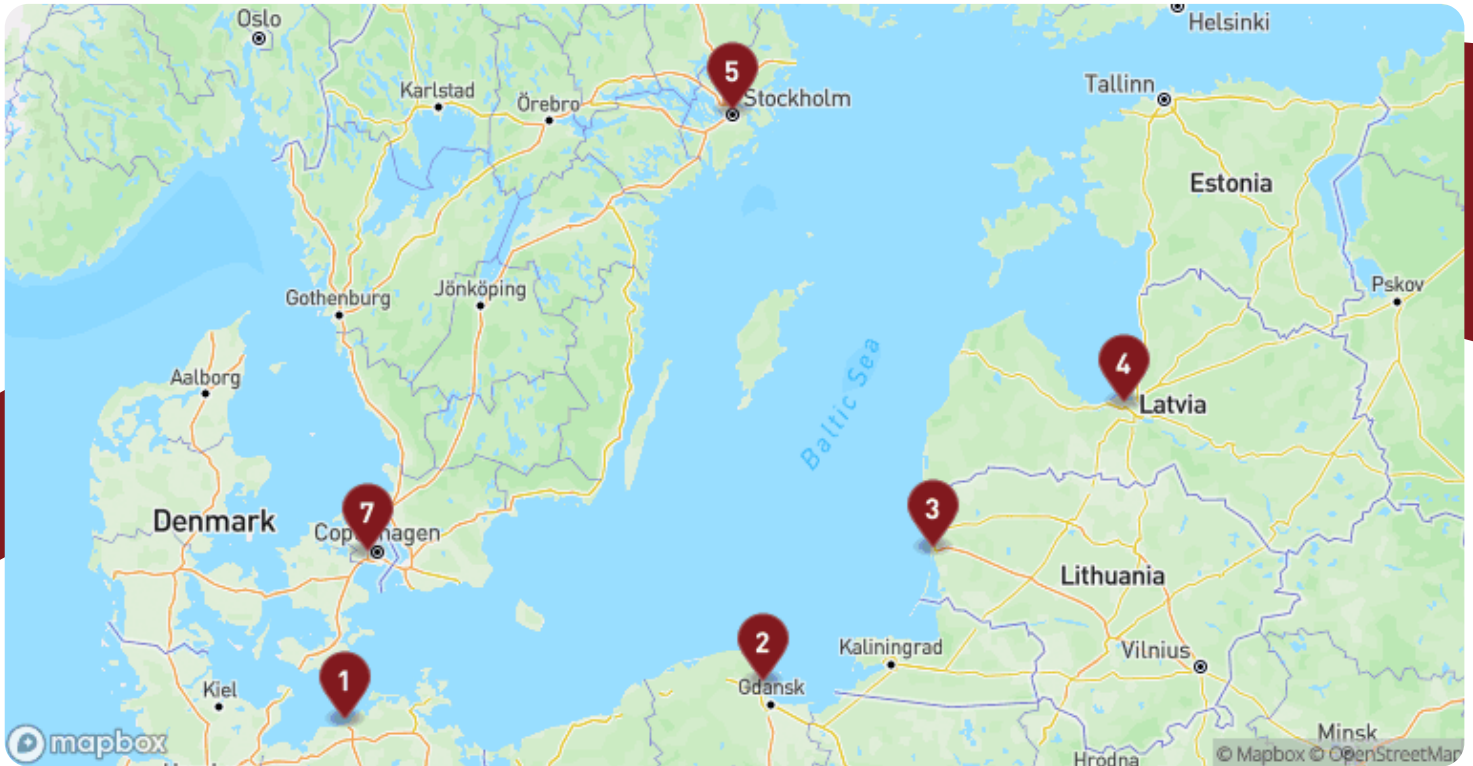 Oslo
Helsinki
5
Karlstad
Örebro
Stockholm
Tallinn
Estonia
Gothenburg
Jönköping
Pskov
Baltic Sea
4
Aalborg
Latvia
7
3
Denmark
Copenhagen
Lithuania
2
Kaliningrad
Vilnius
1
Kiel
Gdansk
Minsk
mapbox
Hrodna
© Mapbox © OpenStreetMap